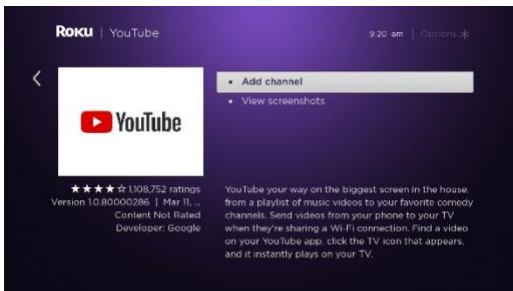 ROKU | YouTube
9:20 am | Options ✱
• Add channel
• View screenshots
YouTube
★★★★☆ 1,108,752 ratings
Version 1.0.80000286 | Mar 11, ...
Content Not Rated
Developer: Google
YouTube your way on the biggest screen in the house,
from a playlist of music videos to your favorite comedy
channels. Send videos from your phone to your TV
when they're sharing a Wi-Fi connection. Find a video
on your YouTube app, click the TV icon that appears,
and it instantly plays on your TV.